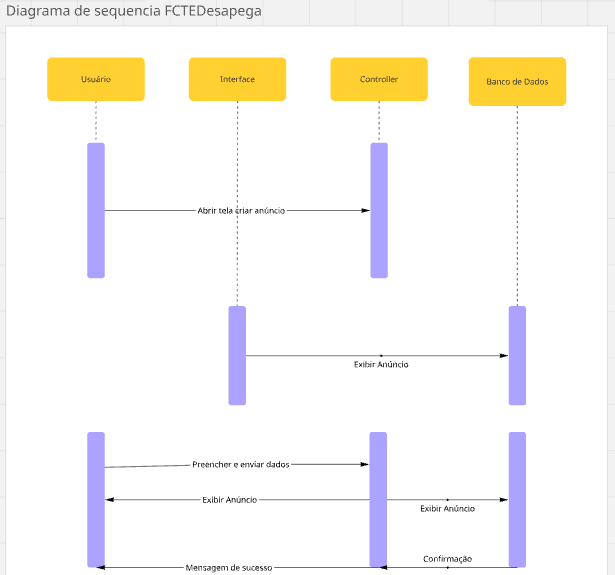 Diagrama de sequencia FCTEDesapega
Usuário
Interface
Controller
Banco de Dados
Abrir tela criar anúncio
Exibir Anúncio
Preencher e enviar dados
Exibir Anúncio
Exibir Anúncio
Confirmação
Mensagem de sucesso